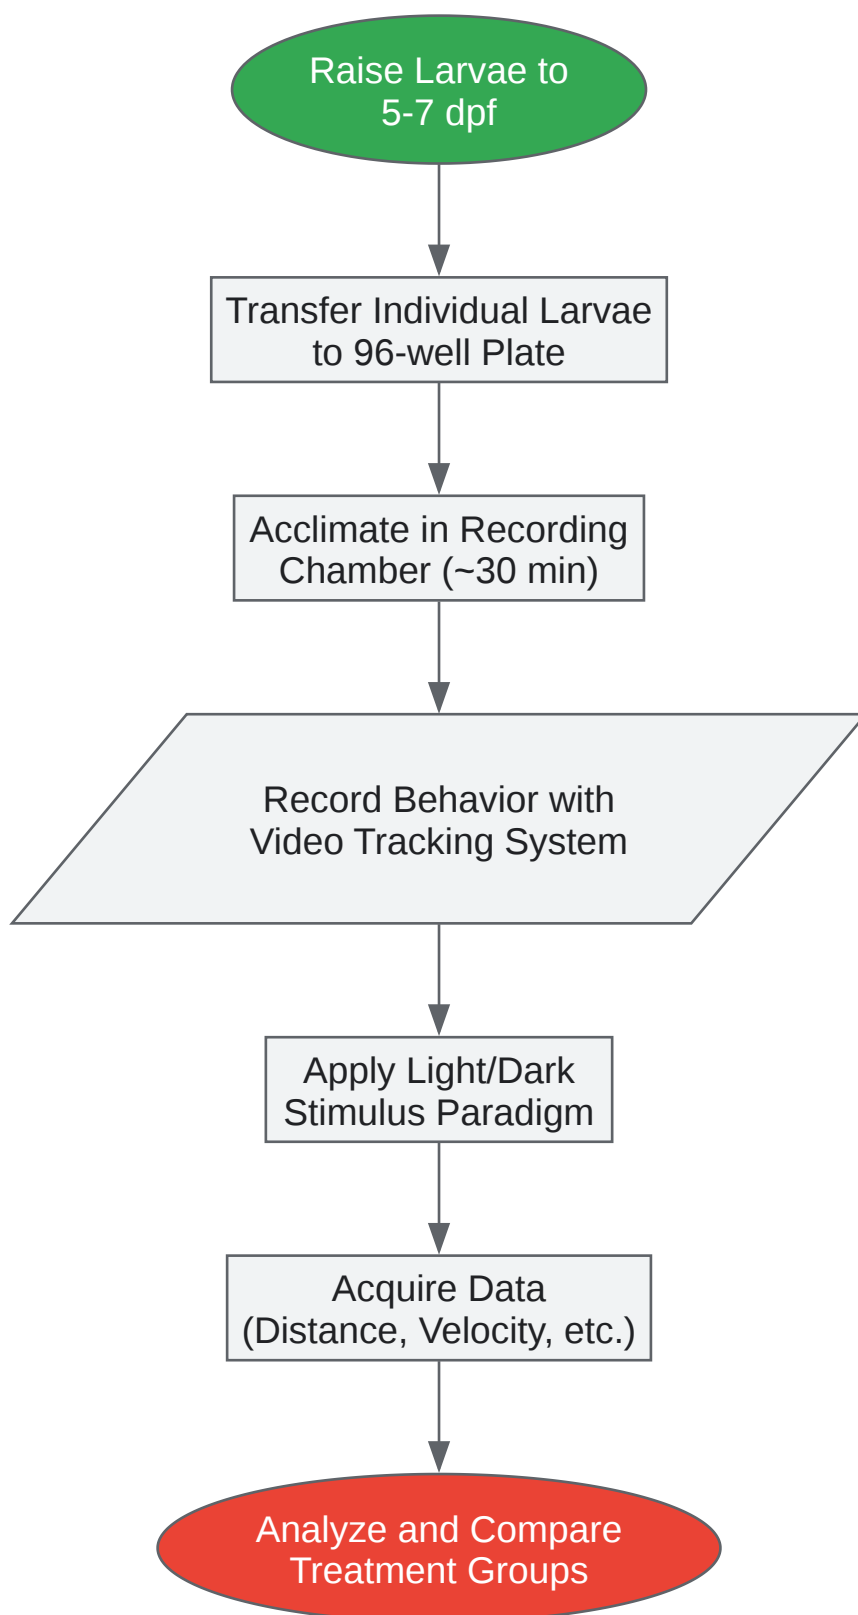 Raise Larvae to
5-7 dpf
Transfer Individual Larvae
to 96-well Plate
Acclimate in Recording
Chamber (~30 min)
Record Behavior with
Video Tracking System
Apply Light/Dark
Stimulus Paradigm
Acquire Data
(Distance, Velocity, etc.)
Analyze and Compare
Treatment Groups